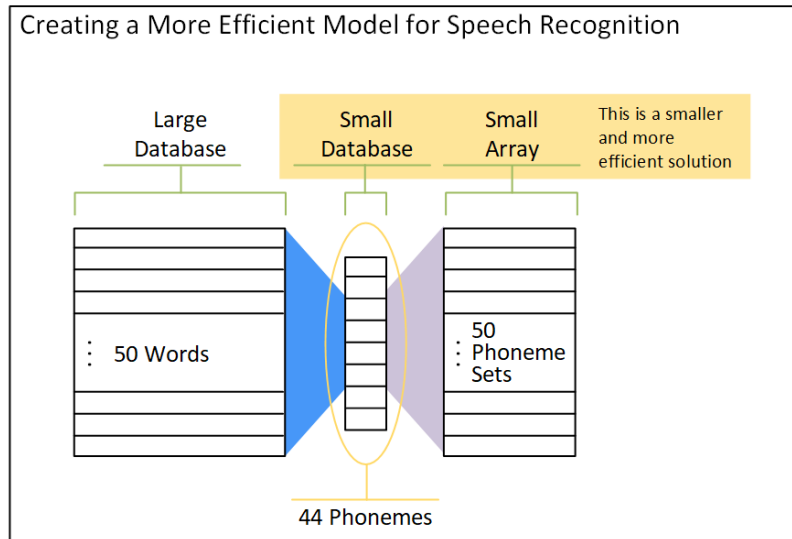 Creating a More Efficient Model for Speech Recognition
Large
Database
Small
Database
Small
Array
This is a smaller
and more
efficient solution
50 Words
50
Phoneme
Sets
44 Phonemes